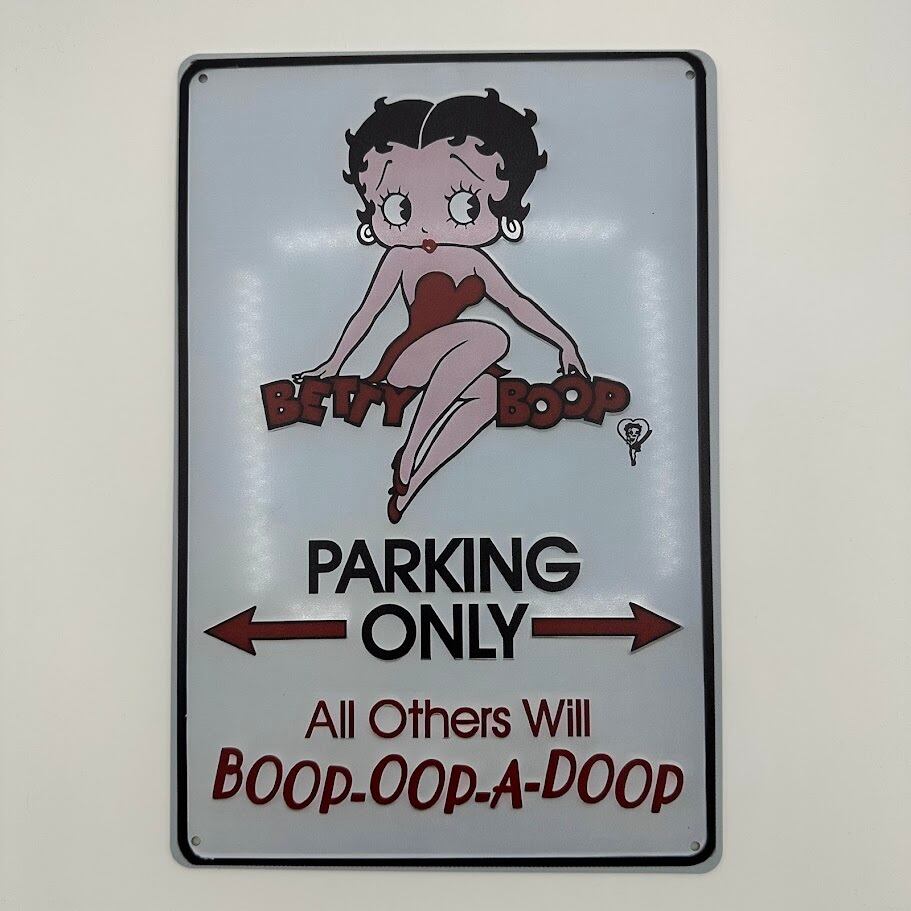 BETTY BOOP
PARKING
ONLY
All Others Will
BOOP-OOP-A-DOOP